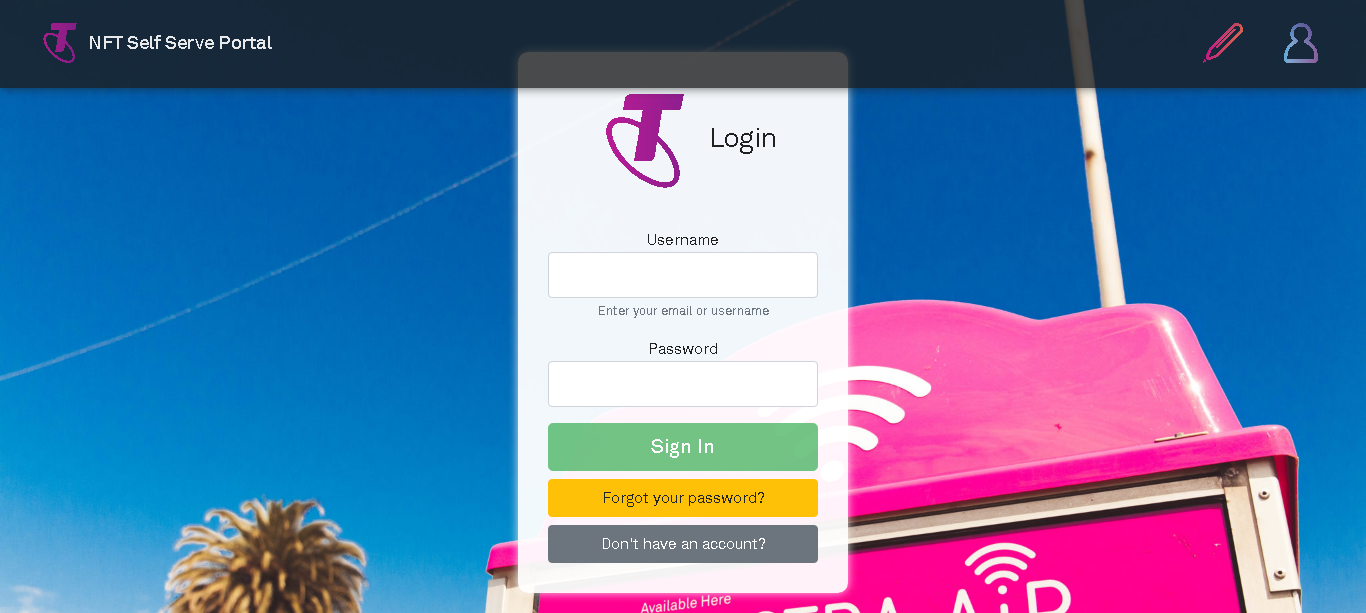 NFT Self Serve Portal
Login
Username
Enter your email or username
Password
Sign In
Forgot your password?
Don't have an account?
Available Here
AiR